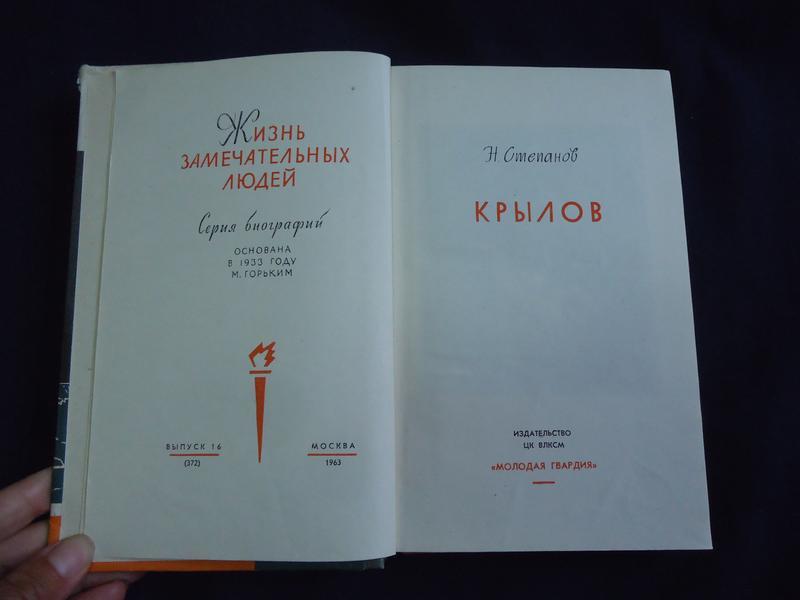 Жизнь
ЗАМЕЧАТЕЛЬНЫХ
ЛЮДЕЙ
Серия биографий
ОСНОВАНА
В 1933 ГОДУ
М. ГОРЬКИМ
ВЫПУСК 16
(372)
МОСКВА
1963
Н. Степанов
КРЫЛОВ
ИЗДАТЕЛЬСТВО
ЦК ВЛКСМ
«МОЛОДАЯ ГВАРДИЯ»